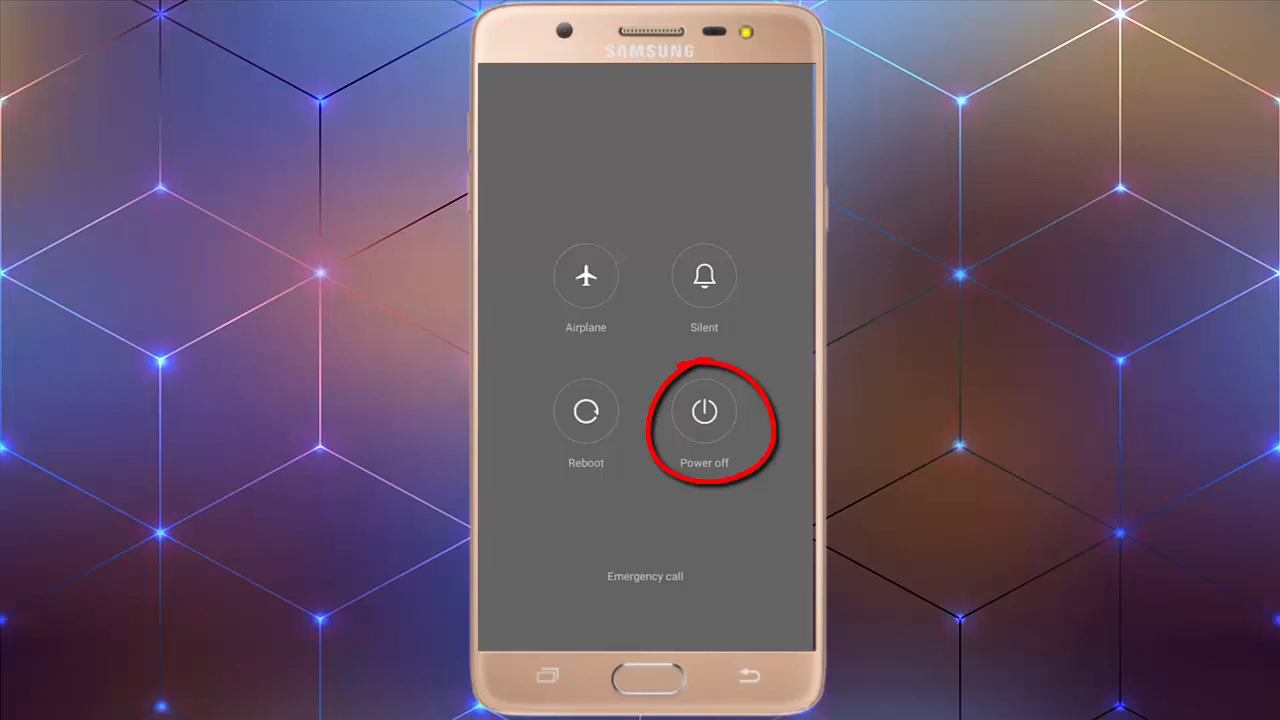 SAMSUNG
Airplane
Silent
Reboot
Power off
Emergency call